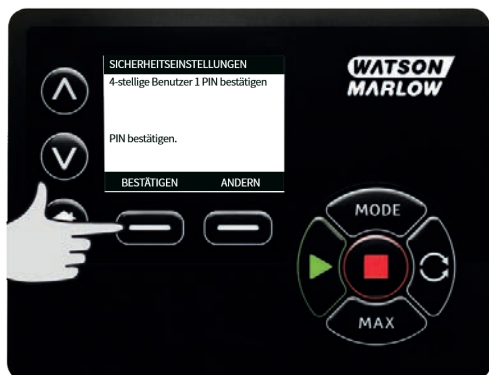 SICHERHEITSEINSTELLUNGEN
4-stellige Benutzer 1 PIN bestätigen
PIN bestätigen.
BESTÄTIGEN ANDERN
WATSON
MARLOW
MODE
MAX